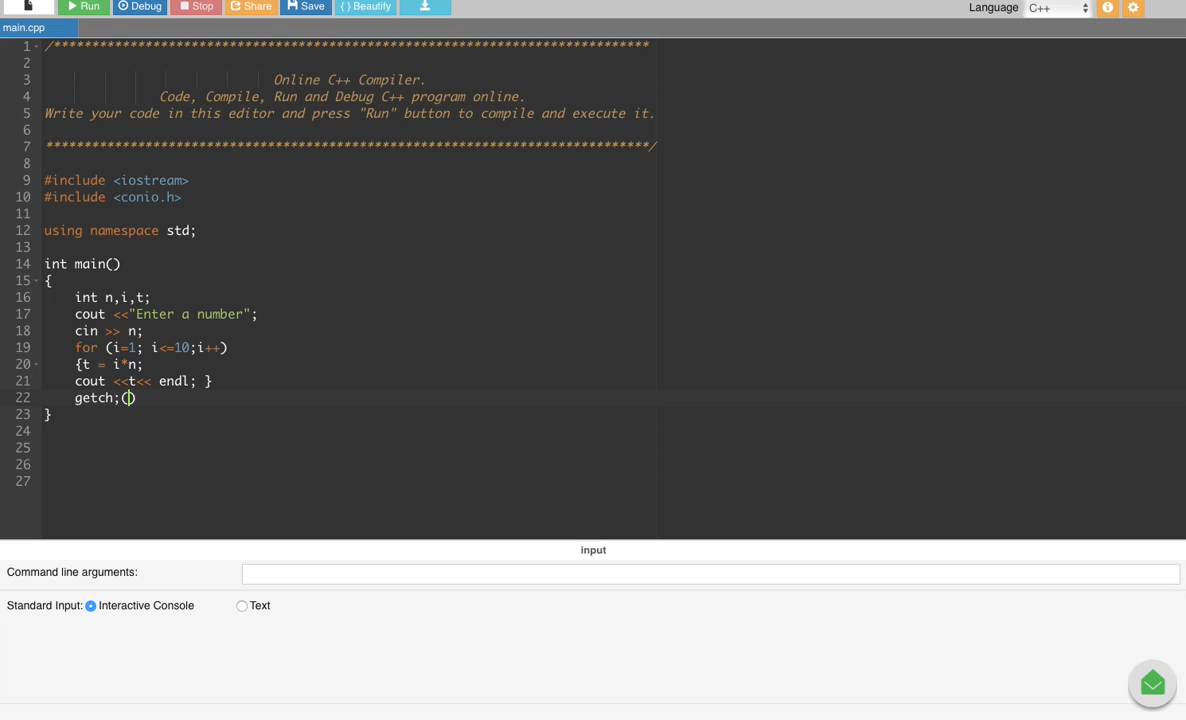 Run Debug Stop Share Save { } Beautify Language C++
main.cpp
1 /******************************************************************************
2
3 Online C++ Compiler.
4 Code, Compile, Run and Debug C++ program online.
5 Write your code in this editor and press "Run" button to compile and execute it.
6
7 *******************************************************************************/
8
9 #include <iostream>
10 #include <conio.h>
11
12 using namespace std;
13
14 int main()
15 {
16 int n,i,t;
17 cout <<"Enter a number";
18 cin >> n;
19 for (i=1; i<=10;i++)
20 {t = i*n;
21 cout <<t<< endl; }
22 getch;()
23 }
24
25
26
27
input
Command line arguments:
Standard Input: Interactive Console Text